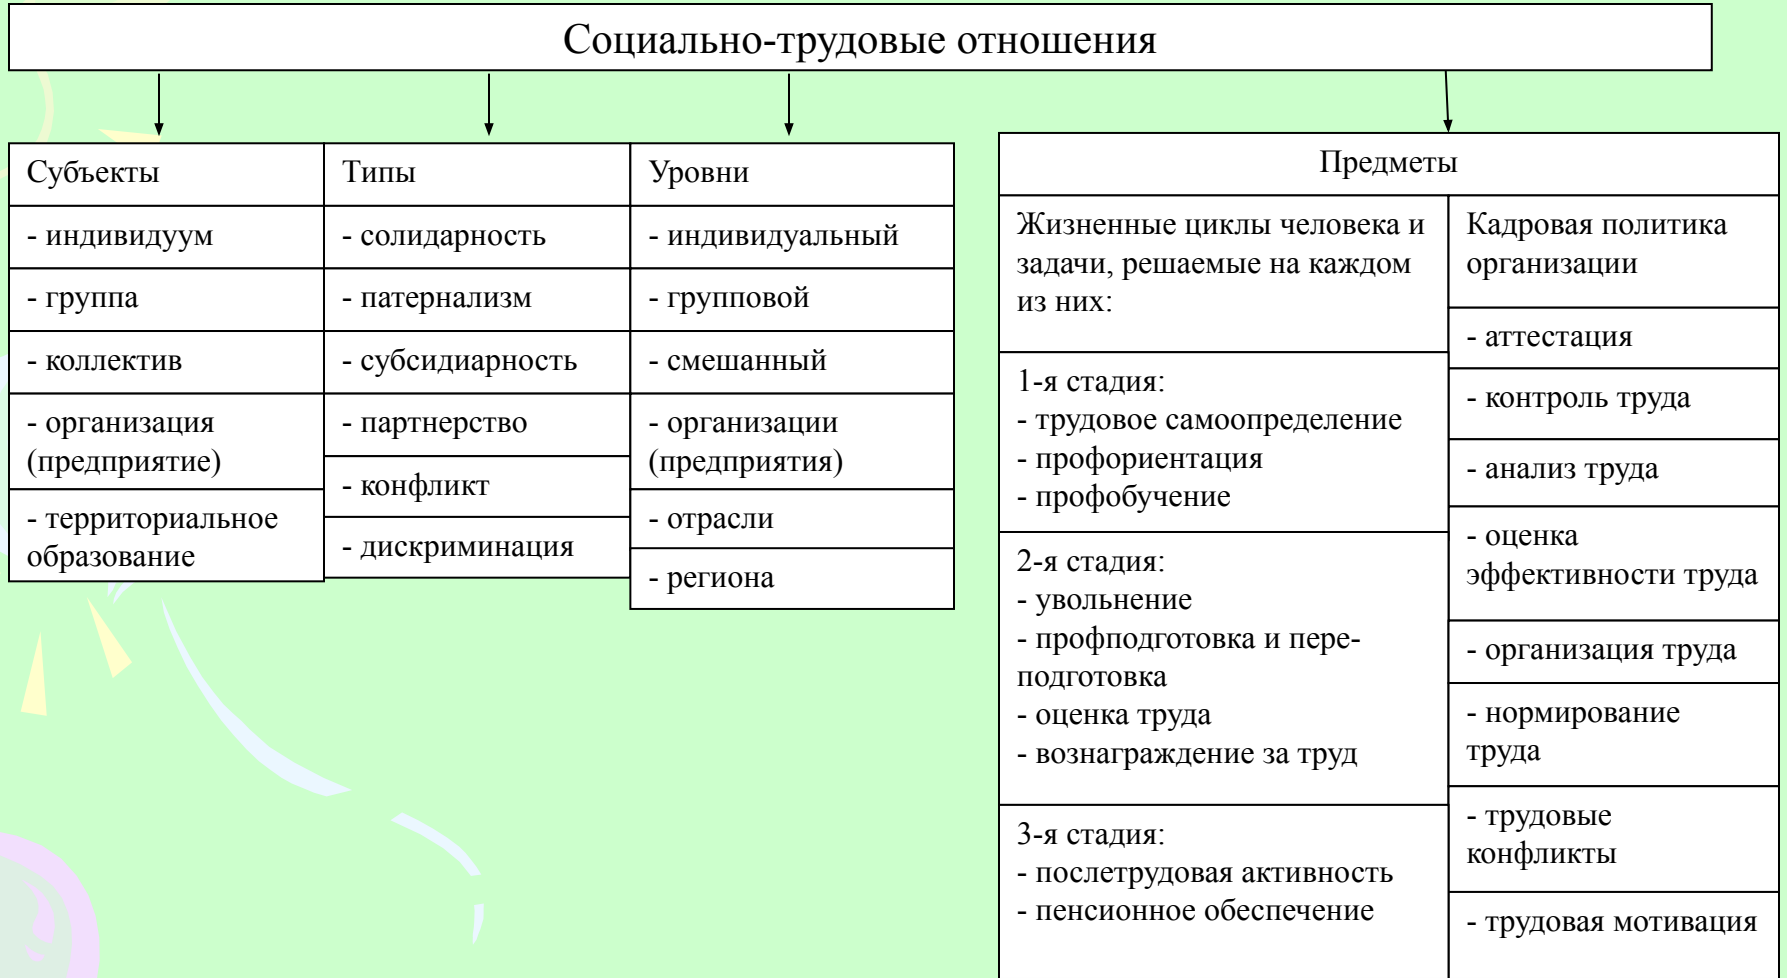 Социально-трудовые отношения
Субъекты
- индивидуум
- группа
- коллектив
- организация
(предприятие)
- территориальное
образование
Типы
- солидарность
- патернализм
- субсидиарность
- партнерство
- конфликт
- дискриминация
Уровни
- индивидуальный
- групповой
- смешанный
- организации
(предприятия)
- отрасли
- региона
Предметы
Жизненные циклы человека и
задачи, решаемые на каждом
из них:
1-я стадия:
- трудовое самоопределение
- профориентация
- профобучение
2-я стадия:
- увольнение
- профподготовка и пере-
подготовка
- оценка труда
- вознаграждение за труд
3-я стадия:
- послетрудовая активность
- пенсионное обеспечение
Кадровая политика
организации
- аттестация
- контроль труда
- анализ труда
- оценка
эффективности труда
- организация труда
- нормирование
труда
- трудовые
конфликты
- трудовая мотивация